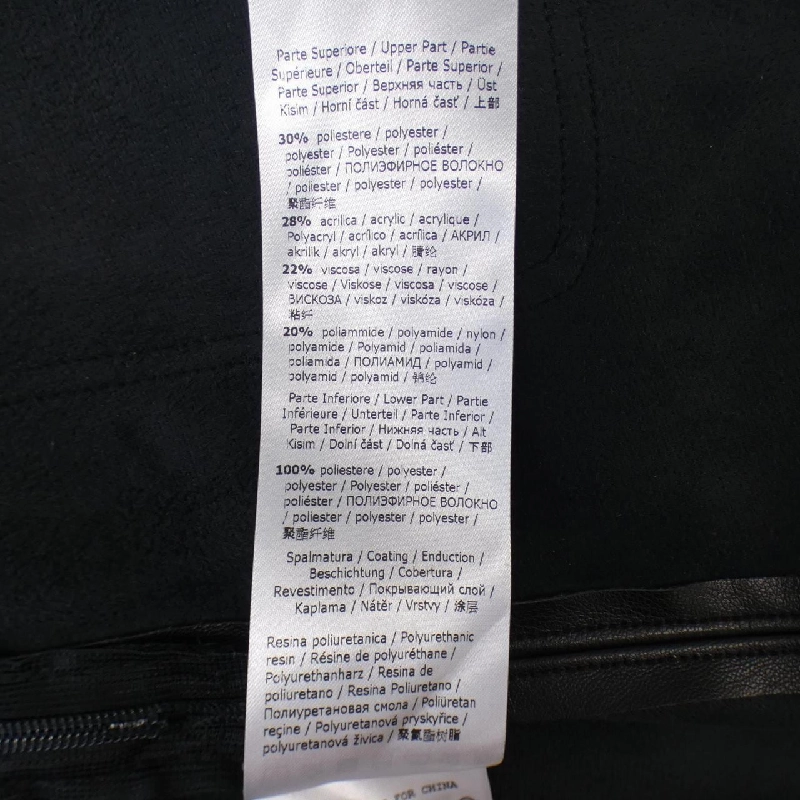 Parte Superiore / Upper Part / Partie
Supérieure / Oberteil / Parte Superior /
Parte Superior / Верхняя часть / Üst
Kisim / Horní část / Horná časť / 上部
30% poliestere / polyester /
polyester / Polyester / poliéster /
poliéster / ПОЛИЭФИРНОЕ ВОЛОКНО
/ poliester / polyester / polyester /
聚酯纤维
28% acrilica / acrylic / acrylique /
Polyacryl / acrílico / acrílica / АКРИЛ /
akrilik / akryl / akryl / 腈纶
22% viscosa / viscose / rayon /
viscose / Viskose / viscosa / viscose /
ВИСКОЗА / viskoz / viskóza / viskóza /
粘纤
20% poliammide / polyamide / nylon /
polyamide / Polyamid / poliamida /
poliamida / ПОЛИАМИД / polyamid /
polyamid / polyamid / 锦纶
Parte Inferiore / Lower Part / Partie
Inférieure / Unterteil / Parte Inferior /
Parte Inferior / Нижняя часть / Alt
Kisim / Dolní část / Dolná časť / 下部
100% poliestere / polyester /
polyester / Polyester / poliéster /
poliéster / ПОЛИЭФИРНОЕ ВОЛОКНО
/ poliester / polyester / polyester /
聚酯纤维
Spalmatura / Coating / Enduction /
Beschichtung / Cobertura /
Revestimento / Покрывающий слой /
Kaplama / Nátěr / Vrstvy / 涂层
Resina poliuretanica / Polyurethanic
resin / Résine de polyuréthane /
Polyurethanharz / Resina de
poliuretano / Resina Poliuretano /
Полиуретановая смола / Poliüretan
reçine / Polyuretanová pryskyřice /
polyuretanová živica / 聚氰酯树脂
FOR CHINA